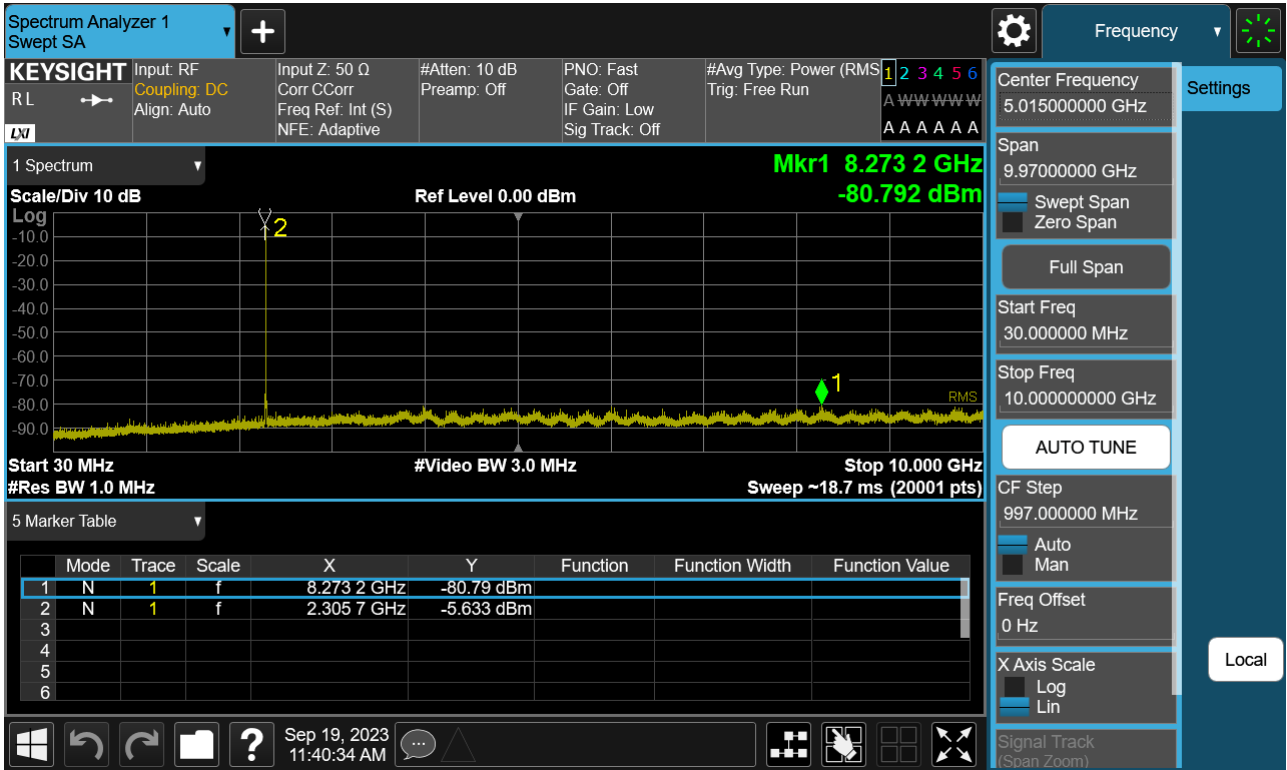 Spectrum Analyzer 1
Swept SA
Frequency
KEYSIGHT
R L
LXI
Input: RF
Coupling: DC
Align: Auto
Input Z: 50 Ω
Corr CCorr
Freq Ref: Int (S)
NFE: Adaptive
#Atten: 10 dB
Preamp: Off
PNO: Fast
Gate: Off
IF Gain: Low
Sig Track: Off
#Avg Type: Power (RMS
Trig: Free Run
1 2 3 4 5 6
A W W W W W
A A A A A A
1 Spectrum
Mkr1 8.273 2 GHz
-80.792 dBm
Scale/Div 10 dB
Ref Level 0.00 dBm
Log
-10.0
-20.0
-30.0
-40.0
-50.0
-60.0
-70.0
-80.0
-90.0
2
1
RMS
Start 30 MHz
#Video BW 3.0 MHz
Stop 10.000 GHz
#Res BW 1.0 MHz
Sweep ~18.7 ms (20001 pts)
5 Marker Table
Mode Trace Scale X Y Function Function Width Function Value
1 N 1 f 8.273 2 GHz -80.79 dBm
2 N 1 f 2.305 7 GHz -5.633 dBm
3
4
5
6
Sep 19, 2023
11:40:34 AM
Center Frequency
5.015000000 GHz
Span
9.97000000 GHz
Swept Span
Zero Span
Full Span
Start Freq
30.000000 MHz
Stop Freq
10.000000000 GHz
AUTO TUNE
CF Step
997.000000 MHz
Auto
Man
Freq Offset
0 Hz
X Axis Scale
Log
Lin
Signal Track
(Span Zoom)
Settings
Local